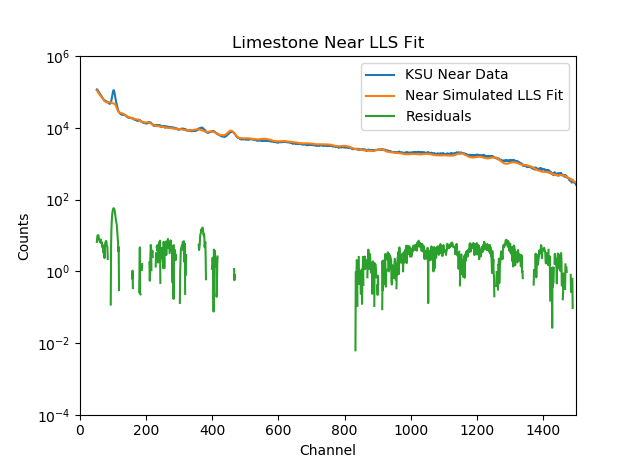 Limestone Near LLS Fit
KSU Near Data
Near Simulated LLS Fit
Residuals
Counts
10^6
10^4
10^2
10^0
10^-2
10^-4
0 200 400 600 800 1000 1200 1400
Channel